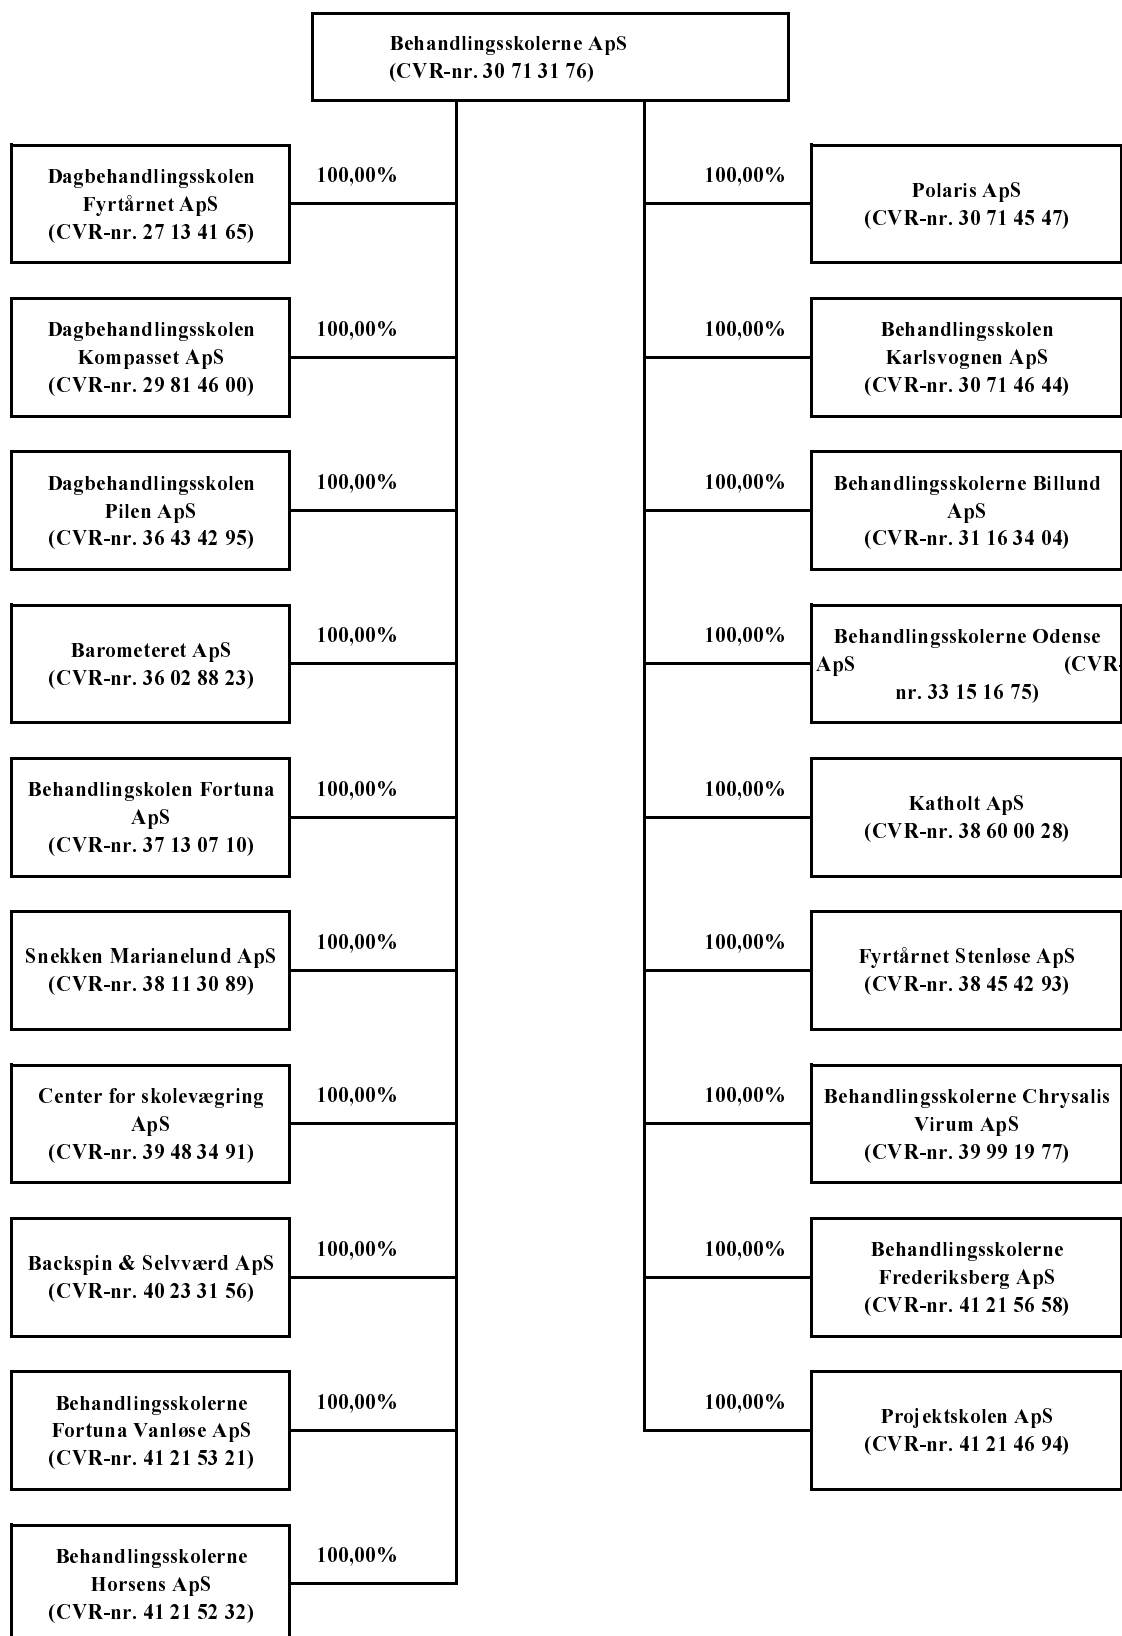 Behandlingsskolerne ApS
(CVR-nr. 30 71 31 76)
Dagbehandlingsskolen
Fyrtårnet ApS
(CVR-nr. 27 13 41 65)
100,00%
100,00%
Polaris ApS
(CVR-nr. 30 71 45 47)
Dagbehandlingsskolen
Kompasset ApS
(CVR-nr. 29 81 46 00)
100,00%
100,00%
Behandlingsskolen
Karlsvognen ApS
(CVR-nr. 30 71 46 44)
Dagbehandlingsskolen
Pilen ApS
(CVR-nr. 36 43 42 95)
100,00%
100,00%
Behandlingsskolerne Billund
ApS
(CVR-nr. 31 16 34 04)
Barometeret ApS
(CVR-nr. 36 02 88 23)
100,00%
100,00%
Behandlingsskolerne Odense
ApS (CVR-
nr. 33 15 16 75)
Behandlingskolen Fortuna
ApS
(CVR-nr. 37 13 07 10)
100,00%
100,00%
Katholt ApS
(CVR-nr. 38 60 00 28)
Snekken Marianelund ApS
(CVR-nr. 38 11 30 89)
100,00%
100,00%
Fyrtårnet Stenløse ApS
(CVR-nr. 38 45 42 93)
Center for skolevægring
ApS
(CVR-nr. 39 48 34 91)
100,00%
100,00%
Behandlingsskolerne Chrysalis
Virum ApS
(CVR-nr. 39 99 19 77)
Backspin & Selvværd ApS
(CVR-nr. 40 23 31 56)
100,00%
100,00%
Behandlingsskolerne
Frederiksberg ApS
(CVR-nr. 41 21 56 58)
Behandlingsskolerne
Fortuna Vanløse ApS
(CVR-nr. 41 21 53 21)
100,00%
100,00%
Projektskolen ApS
(CVR-nr. 41 21 46 94)
Behandlingsskolerne
Horsens ApS
(CVR-nr. 41 21 52 32)
100,00%